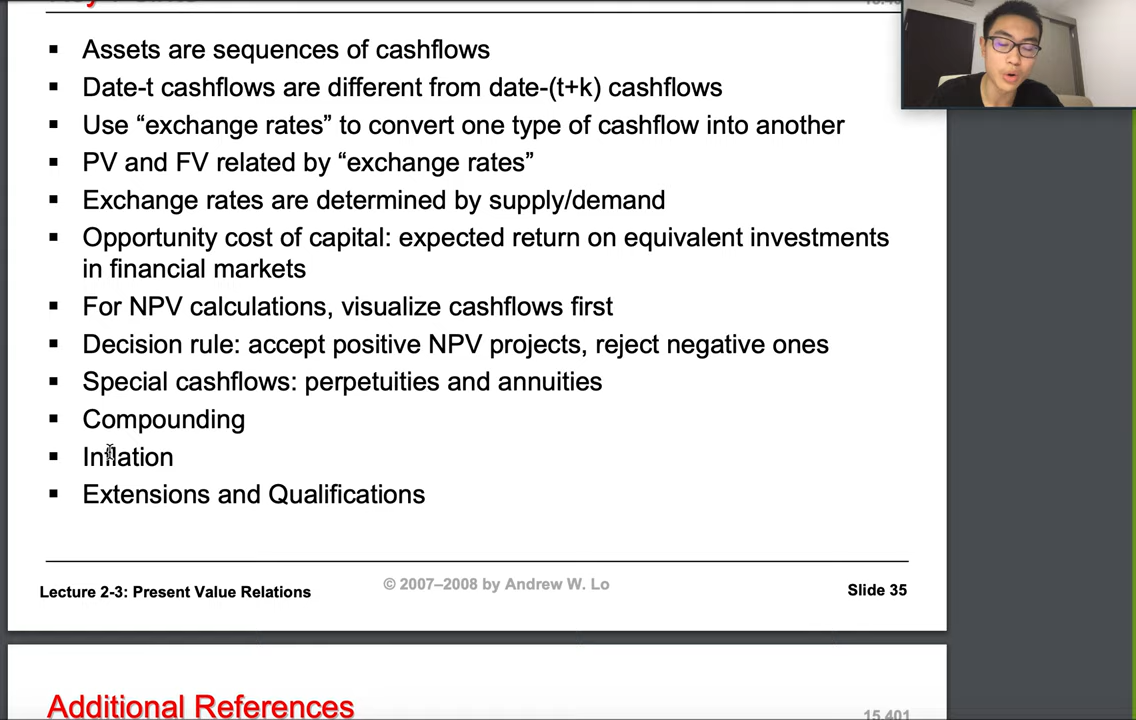 Key Points
▪ Assets are sequences of cashflows
▪ Date-t cashflows are different from date-(t+k) cashflows
▪ Use “exchange rates” to convert one type of cashflow into another
▪ PV and FV related by “exchange rates”
▪ Exchange rates are determined by supply/demand
▪ Opportunity cost of capital: expected return on equivalent investments
in financial markets
▪ For NPV calculations, visualize cashflows first
▪ Decision rule: accept positive NPV projects, reject negative ones
▪ Special cashflows: perpetuities and annuities
▪ Compounding
▪ Inflation
▪ Extensions and Qualifications
Lecture 2-3: Present Value Relations
© 2007–2008 by Andrew W. Lo
Slide 35
Additional References
15.401